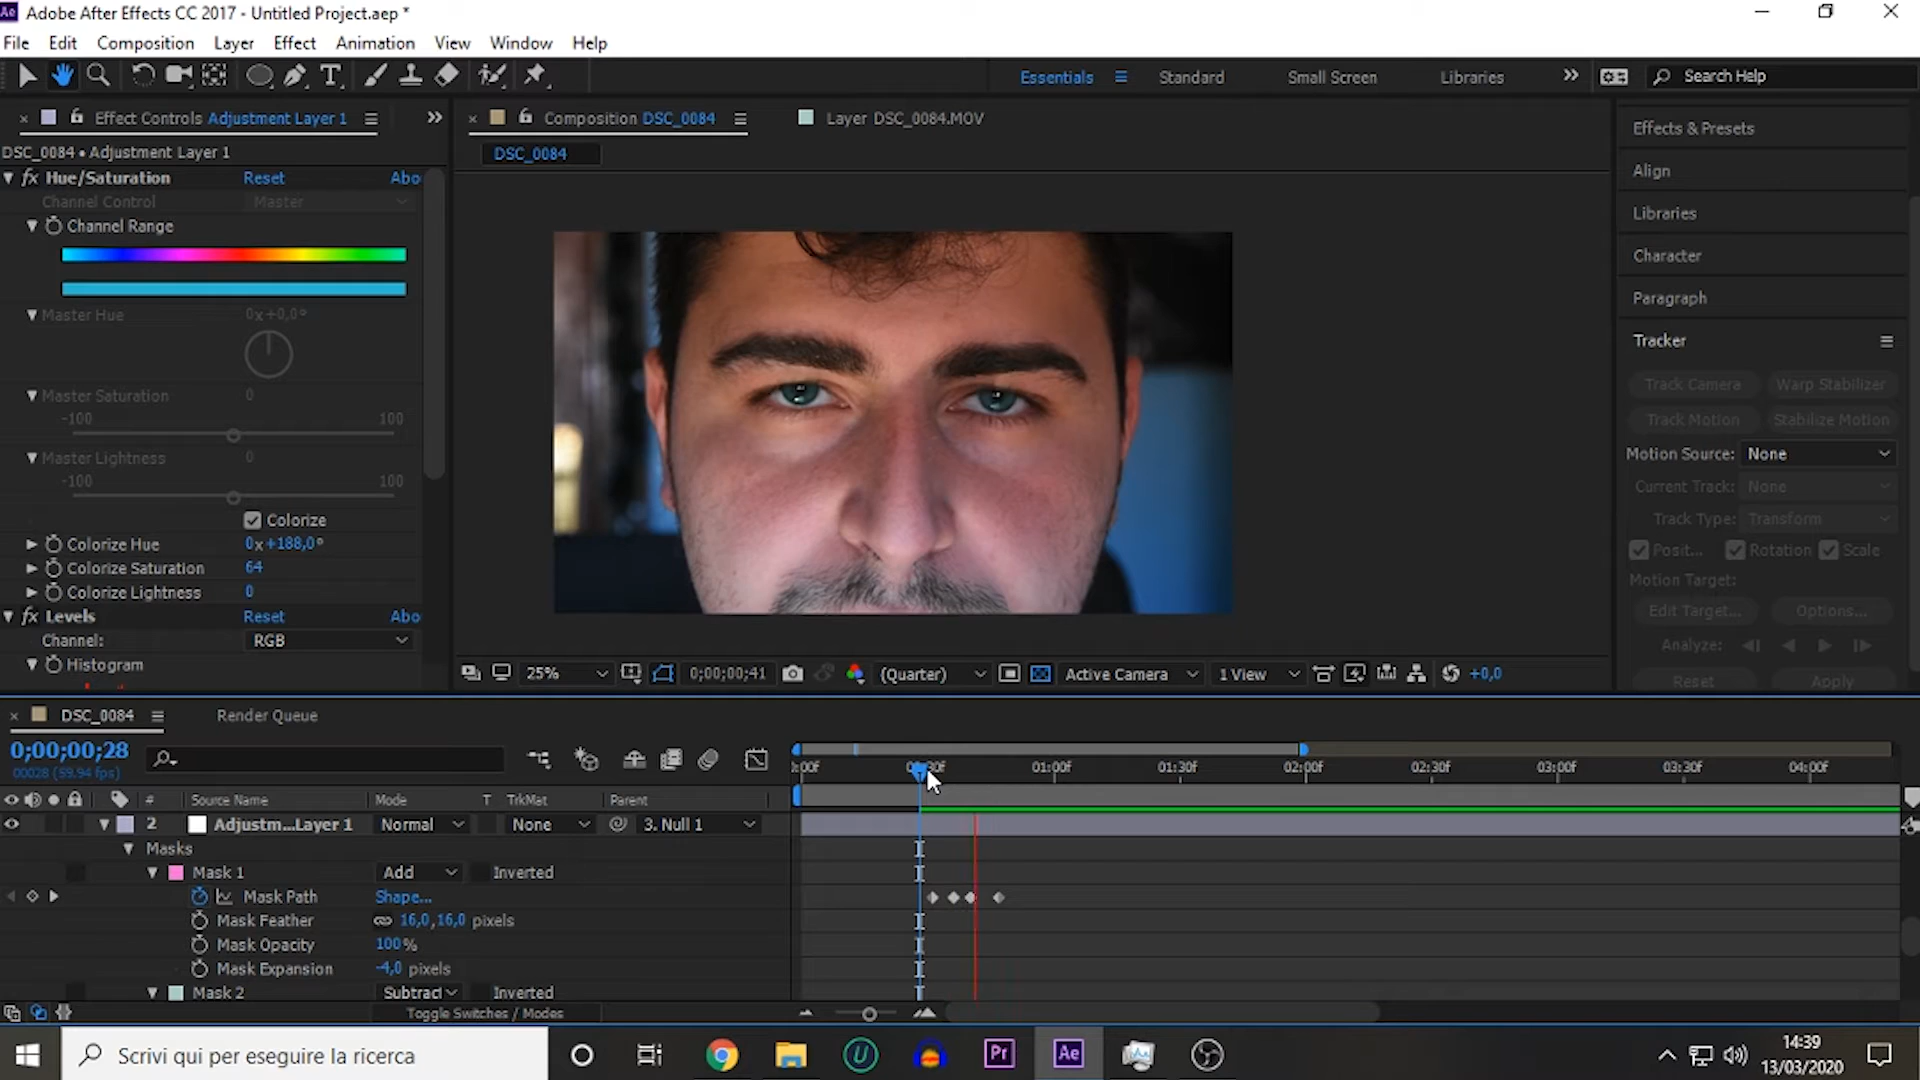 Ae Adobe After Effects CC 2017 - Untitled Project.aep *
File Edit Composition Layer Effect Animation View Window Help
Essentials Standard Small Screen Libraries Search Help
Effect Controls Adjustment Layer 1
DSC_0084 • Adjustment Layer 1
fx Hue/Saturation Reset Abo
Channel Control Master
Channel Range
Master Hue 0x+0,0°
Master Saturation 0
-100 100
Master Lightness 0
-100 100
Colorize
Colorize Hue 0x+188,0°
Colorize Saturation 64
Colorize Lightness 0
fx Levels Reset Abo
Channel: RGB
Histogram
Composition DSC_0084 Layer DSC_0084.MOV
DSC_0084
25% 0;00;00;41 (Quarter) Active Camera 1 View +0,0
Effects & Presets
Align
Libraries
Character
Paragraph
Tracker
Track Camera Warp Stabilizer
Track Motion Stabilize Motion
Motion Source: None
Current Track: None
Track Type: Transform
Posit... Rotation Scale
Motion Target:
Edit Target... Options...
Analyze:
Reset Apply
DSC_0084 Render Queue
0;00;00;28
00028 (59.94 fps)
:00f 00:30f 01:00f 01:30f 02:00f 02:30f 03:00f 03:30f 04:00f
# Source Name Mode T TrkMat Parent
2 Adjustm...Layer 1 Normal None 3. Null 1
Masks
Mask 1 Add Inverted
Mask Path Shape...
Mask Feather 16,0,16,0 pixels
Mask Opacity 100%
Mask Expansion -4,0 pixels
Mask 2 Subtract Inverted
Toggle Switches / Modes
Scrivi qui per eseguire la ricerca
Pr Ae
14:39
13/03/2020